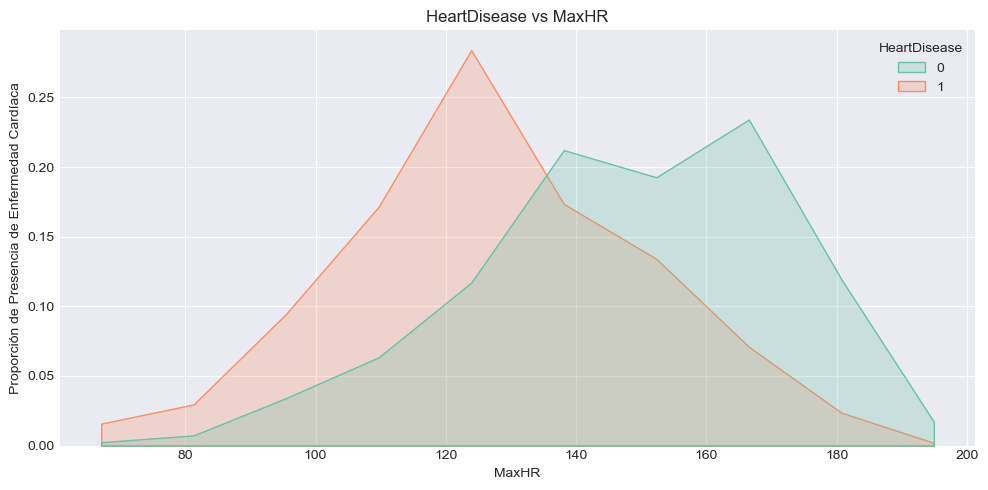 HeartDisease vs MaxHR
HeartDisease
0
1
Proporción de Presencia de Enfermedad Cardíaca
0.25
0.20
0.15
0.10
0.05
0.00
80 100 120 140 160 180 200
MaxHR